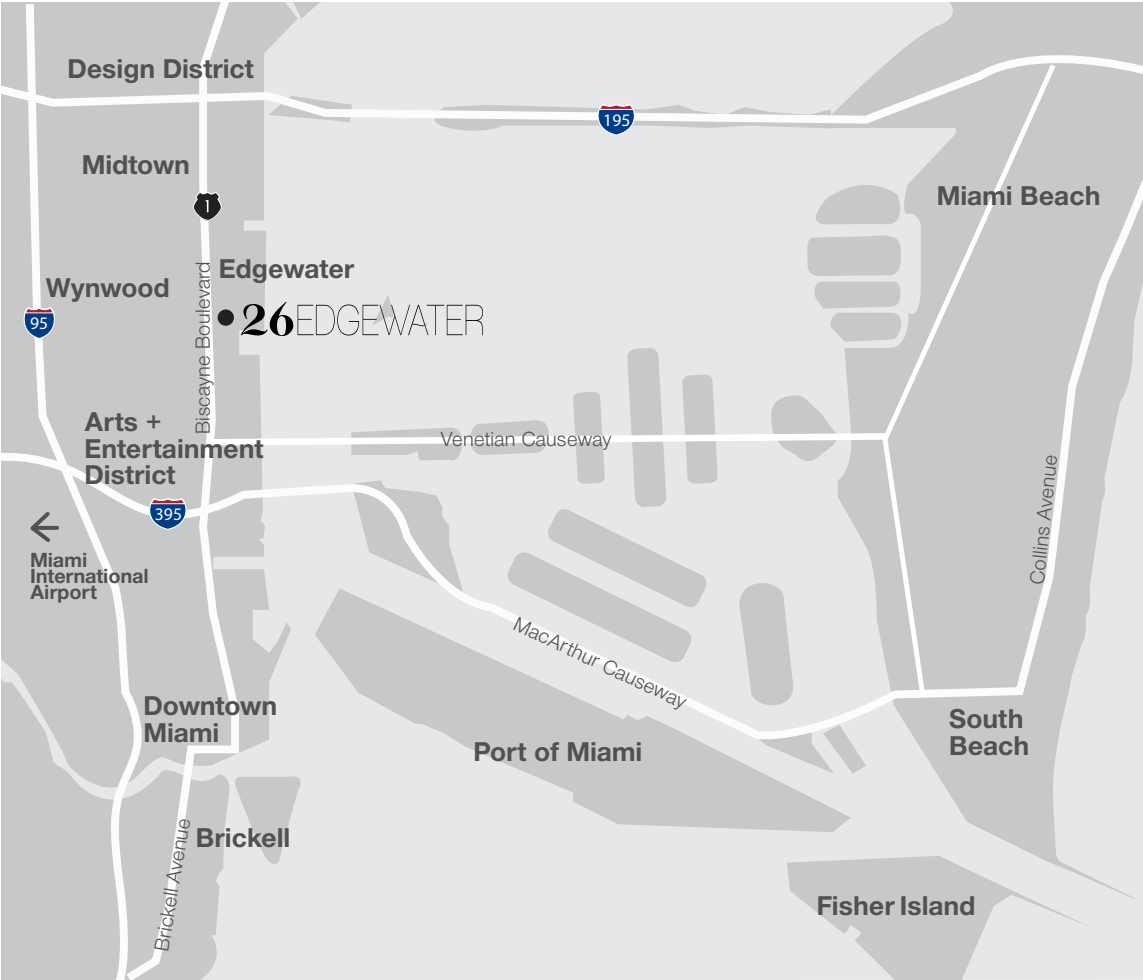 Design District
195
Midtown
Miami Beach
1
Edgewater
Wynwood
26EDGEWATER
95
Biscayne Boulevard
Arts +
Entertainment
District
Venetian Causeway
395
Collins Avenue
Miami
International
Airport
MacArthur Causeway
Downtown
Miami
South
Beach
Port of Miami
Brickell
Brickell Avenue
Fisher Island